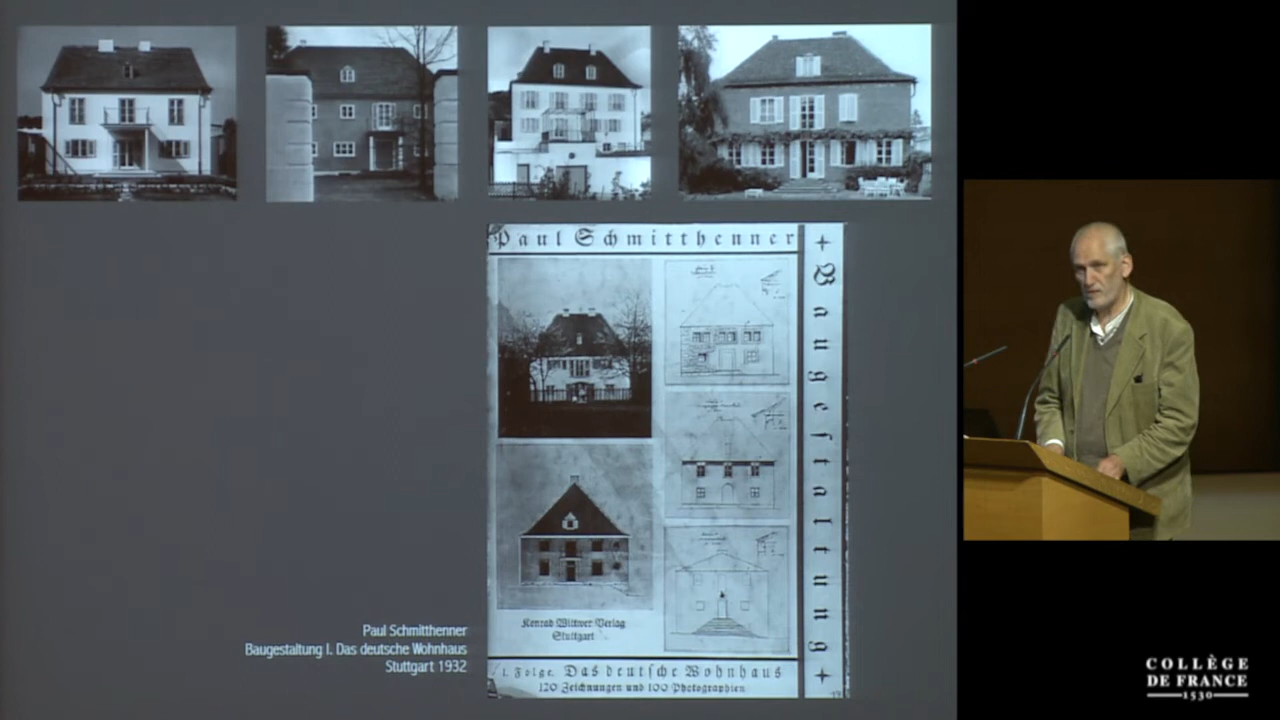 Paul Schmitthenner
Baugeſtaltung
Konrad Wittwer Verlag
Stuttgart
1. Folge. Das deutſche Wohnhaus
120 Zeichnungen und 100 Photographien
Paul Schmitthenner
Baugestaltung I. Das deutsche Wohnhaus
Stuttgart 1932
COLLÈGE
DE FRANCE
1530